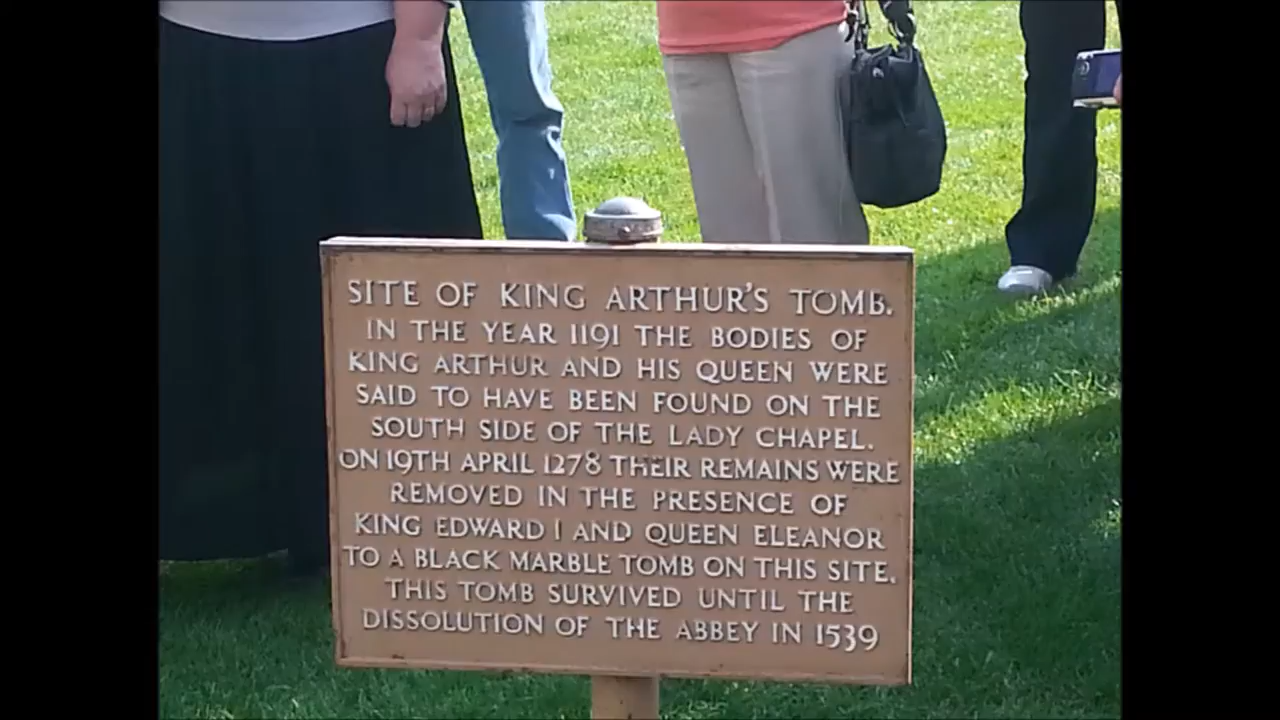 SITE OF KING ARTHUR'S TOMB.
IN THE YEAR 1191 THE BODIES OF
KING ARTHUR AND HIS QUEEN WERE
SAID TO HAVE BEEN FOUND ON THE
SOUTH SIDE OF THE LADY CHAPEL.
ON 19TH APRIL 1278 THEIR REMAINS WERE
REMOVED IN THE PRESENCE OF
KING EDWARD I AND QUEEN ELEANOR
TO A BLACK MARBLE TOMB ON THIS SITE.
THIS TOMB SURVIVED UNTIL THE
DISSOLUTION OF THE ABBEY IN 1539